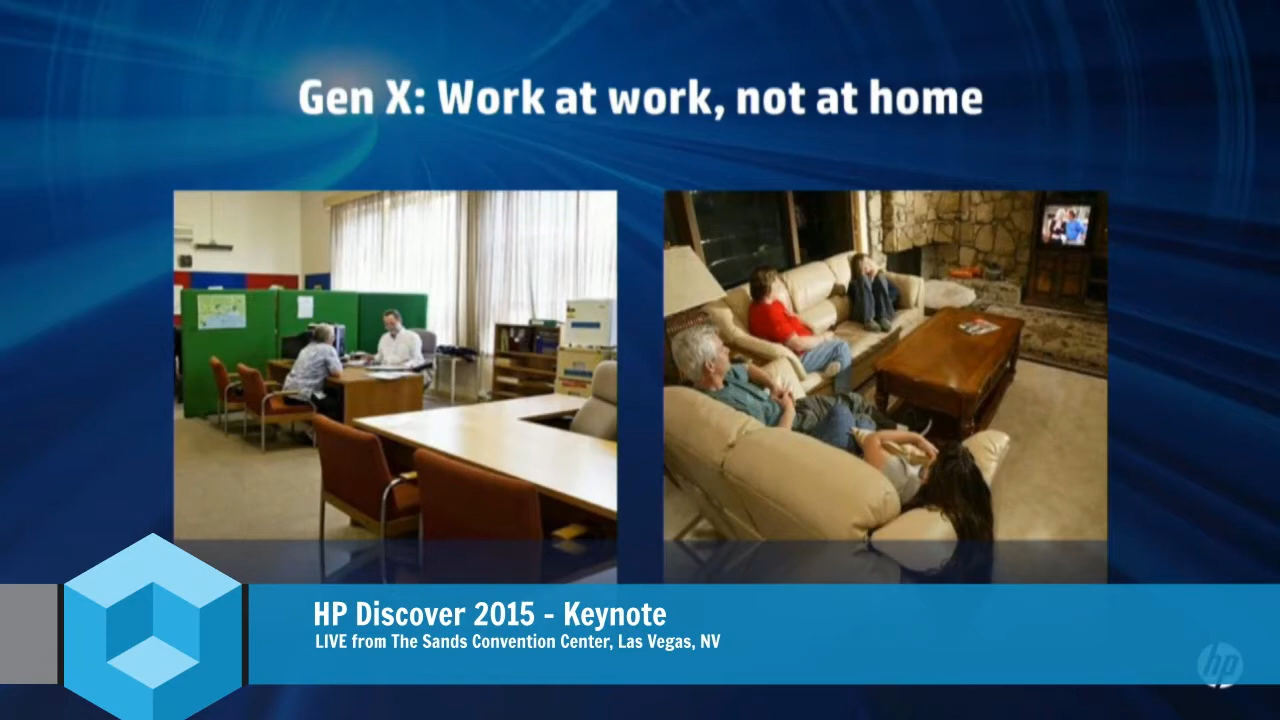 Gen X: Work at work, not at home
HP Discover 2015 - Keynote
LIVE from The Sands Convention Center, Las Vegas, NV
hp